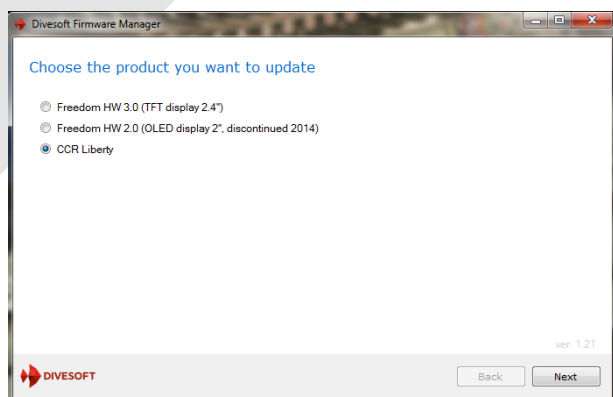 Divesoft Firmware Manager
Choose the product you want to update
Freedom HW 3.0 (TFT display 2.4")
Freedom HW 2.0 (OLED display 2", discontinued 2014)
CCR Liberty
ver. 1.21
DIVESOFT
Back
Next